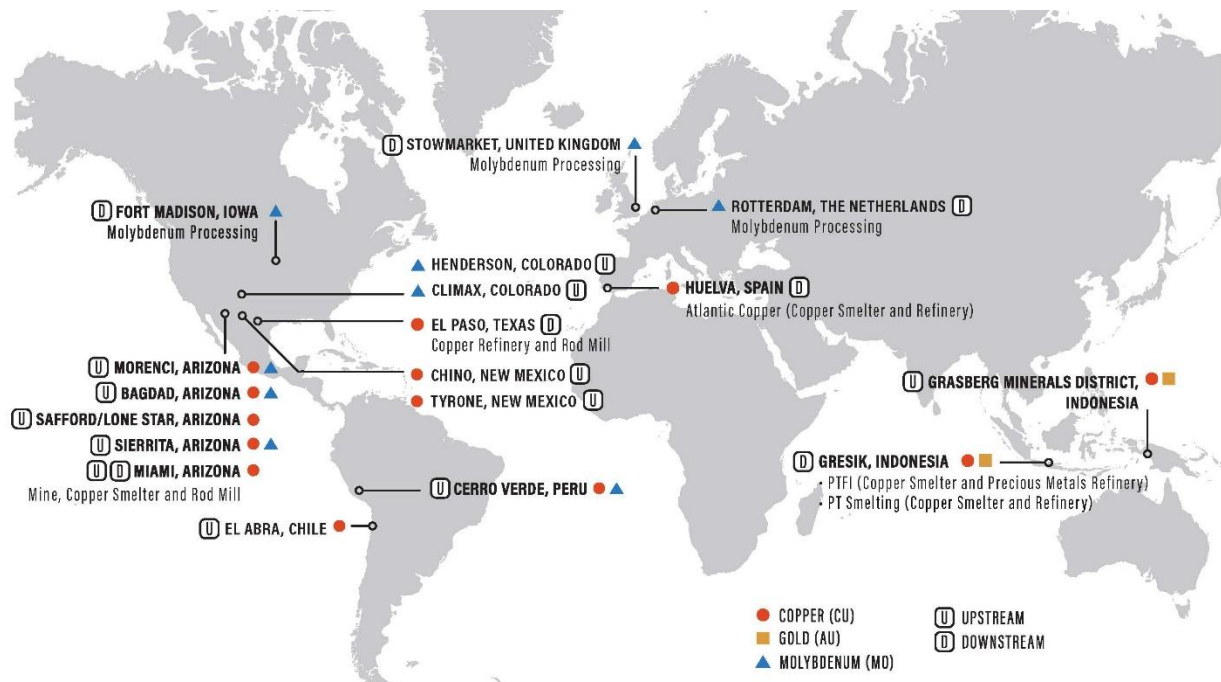 D STOWMARKET, UNITED KINGDOM
Molybdenum Processing
D FORT MADISON, IOWA
Molybdenum Processing
ROTTERDAM, THE NETHERLANDS D
Molybdenum Processing
HENDERSON, COLORADO U
CLIMAX, COLORADO U
HUELVA, SPAIN D
Atlantic Copper (Copper Smelter and Refinery)
EL PASO, TEXAS D
Copper Refinery and Rod Mill
U MORENCI, ARIZONA
CHINO, NEW MEXICO U
U BAGDAD, ARIZONA
TYRONE, NEW MEXICO U
U SAFFORD/LONE STAR, ARIZONA
U SIERRITA, ARIZONA
U D MIAMI, ARIZONA
Mine, Copper Smelter and Rod Mill
U GRASBERG MINERALS DISTRICT,
INDONESIA
D GRESIK, INDONESIA
• PTFI (Copper Smelter and Precious Metals Refinery)
• PT Smelting (Copper Smelter and Refinery)
U CERRO VERDE, PERU
U EL ABRA, CHILE
COPPER (CU)
GOLD (AU)
MOLYBDENUM (MO)
U UPSTREAM
D DOWNSTREAM